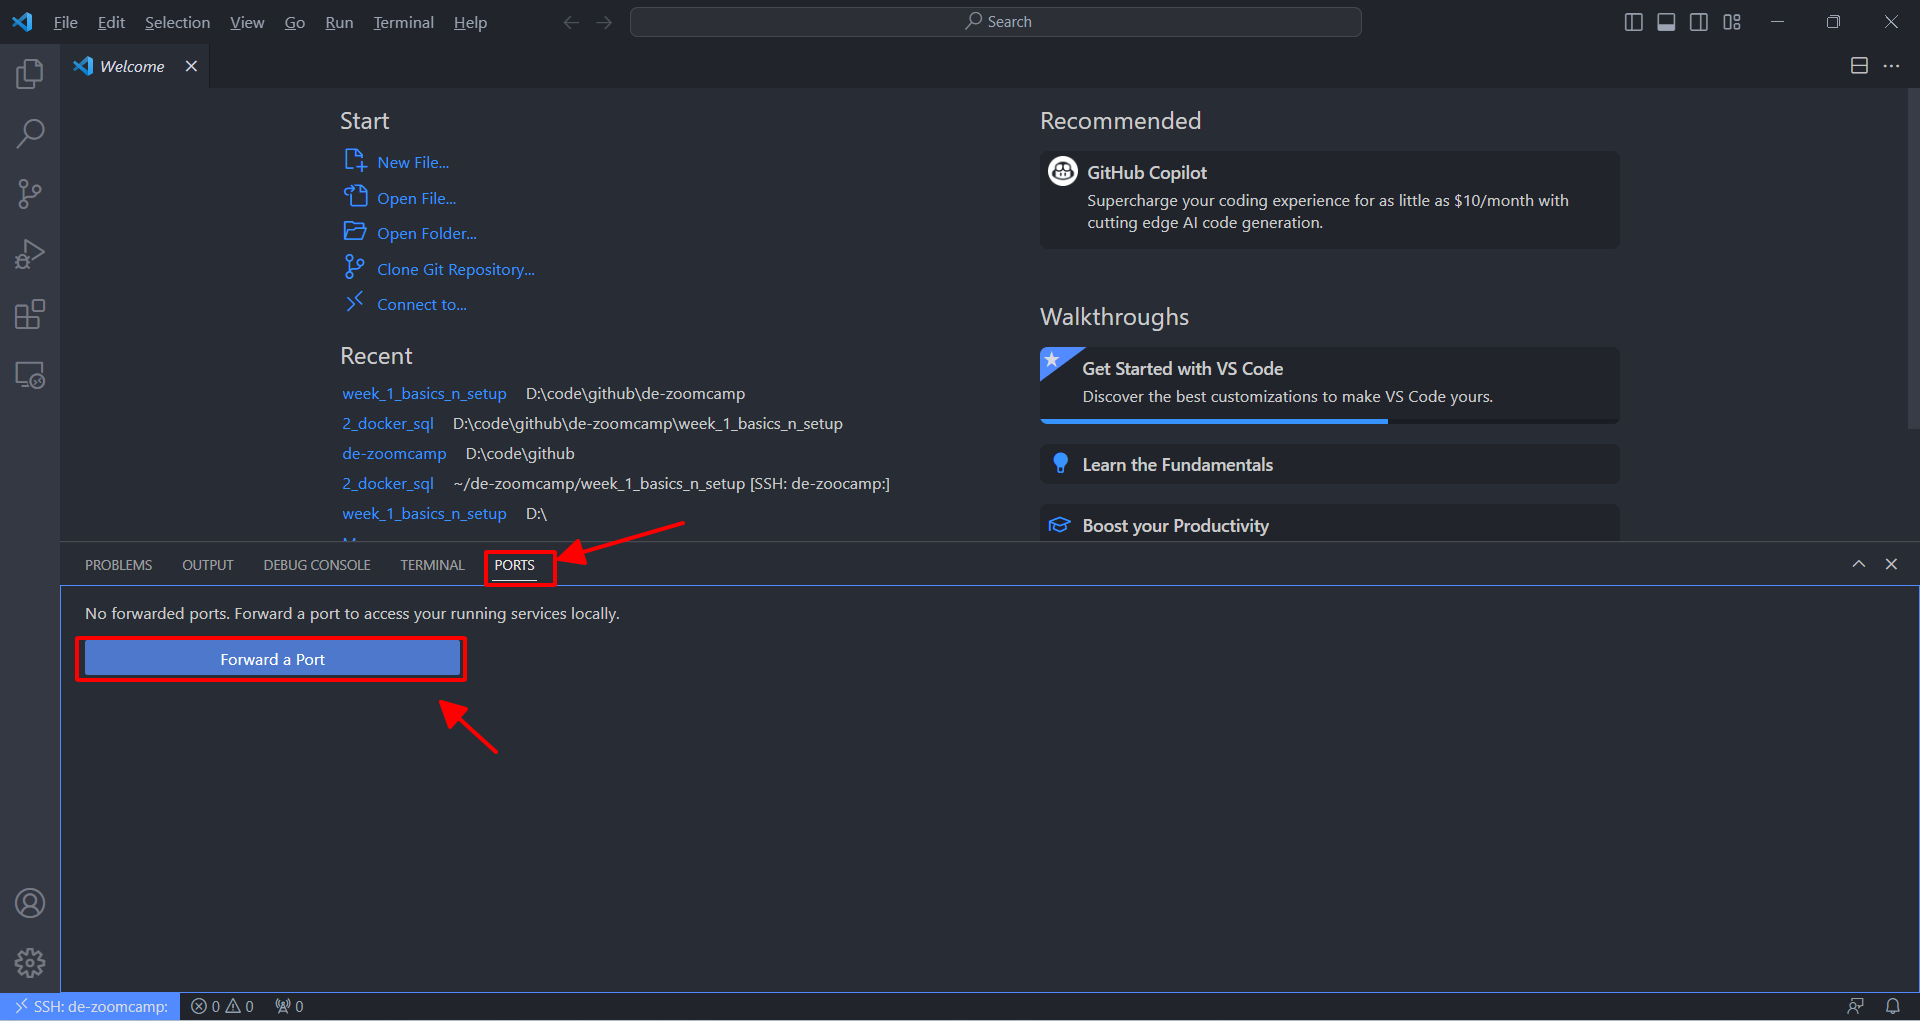 File Edit Selection View Go Run Terminal Help Search
Welcome
Start
New File...
Open File...
Open Folder...
Clone Git Repository...
Connect to...
Recent
week_1_basics_n_setup D:\code\github\de-zoomcamp
2_docker_sql D:\code\github\de-zoomcamp\week_1_basics_n_setup
de-zoomcamp D:\code\github
2_docker_sql ~/de-zoomcamp/week_1_basics_n_setup [SSH: de-zoocamp:]
week_1_basics_n_setup D:\
Recommended
GitHub Copilot
Supercharge your coding experience for as little as $10/month with
cutting edge AI code generation.
Walkthroughs
Get Started with VS Code
Discover the best customizations to make VS Code yours.
Learn the Fundamentals
Boost your Productivity
PROBLEMS OUTPUT DEBUG CONSOLE TERMINAL PORTS
No forwarded ports. Forward a port to access your running services locally.
Forward a Port
SSH: de-zoomcamp: 0 0 0